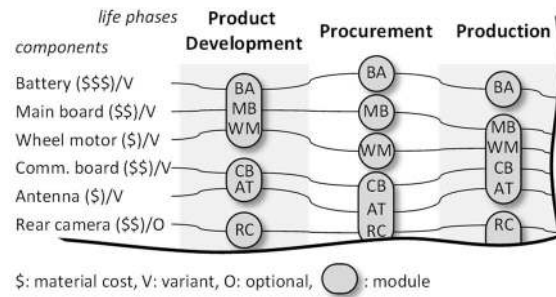 life phases
Product Development
Procurement
Production
components
Battery ($$$)/V
BA
BA
BA
Main board ($$)/V
MB
MB
MB
Wheel motor ($)/V
WM
WM
WM
Comm. board ($$)/V
CB
CB
CB
Antenna ($)/V
AT
AT
AT
Rear camera ($$)/O
RC
RC
RC
$: material cost, V: variant, O: optional, : module